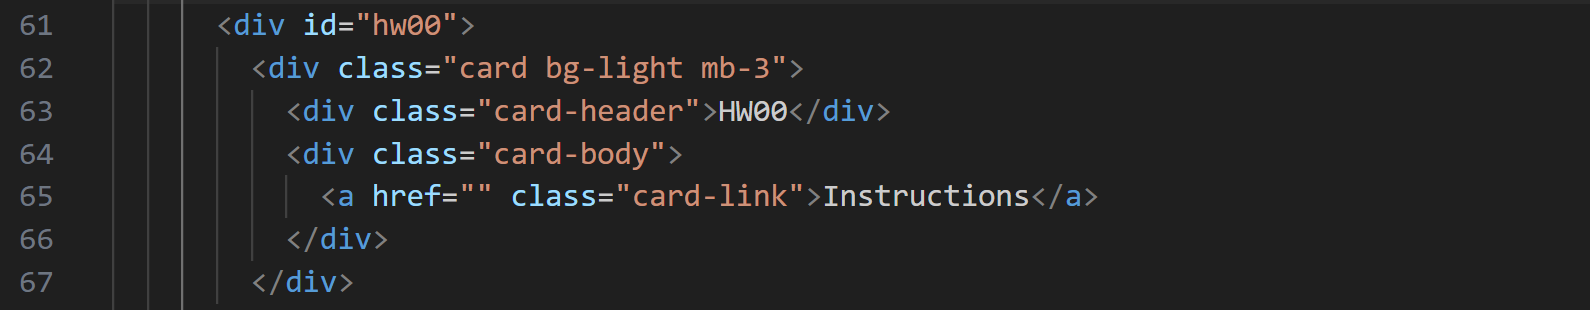 61 <div id="hw00">
62 <div class="card bg-light mb-3">
63 <div class="card-header">HW00</div>
64 <div class="card-body">
65 <a href="" class="card-link">Instructions</a>
66 </div>
67 </div>